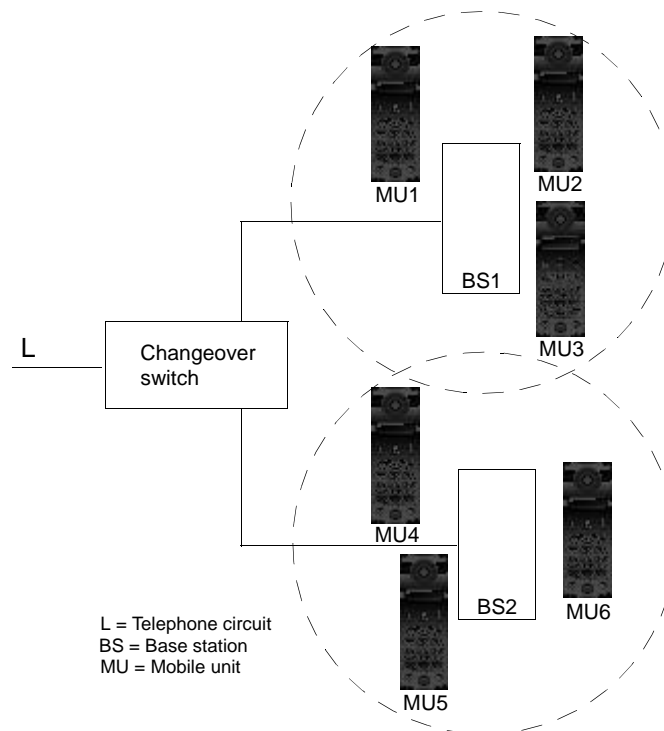 MU1
MU2
BS1
MU3
L
Changeover
switch
MU4
BS2
MU6
MU5
L = Telephone circuit
BS = Base station
MU = Mobile unit